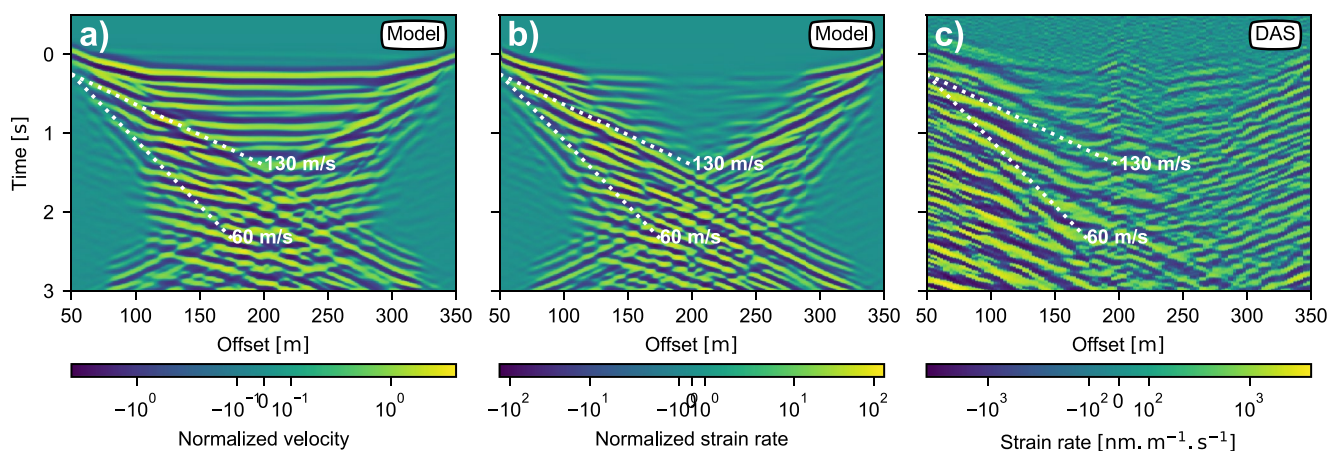 a) Model b) Model c) DAS
0
1
2
3
Time [s]
130 m/s 130 m/s 130 m/s
60 m/s 60 m/s 60 m/s
50 100 150 200 250 300 350 50 100 150 200 250 300 350 50 100 150 200 250 300 350
Offset [m] Offset [m] Offset [m]
−10⁰ −10⁻¹ 0 10⁻¹ 10⁰ −10² −10¹ −10⁰ 0 10⁰ 10¹ 10² −10³ −10² 0 10² 10³
Normalized velocity Normalized strain rate Strain rate [nm.m⁻¹.s⁻¹]